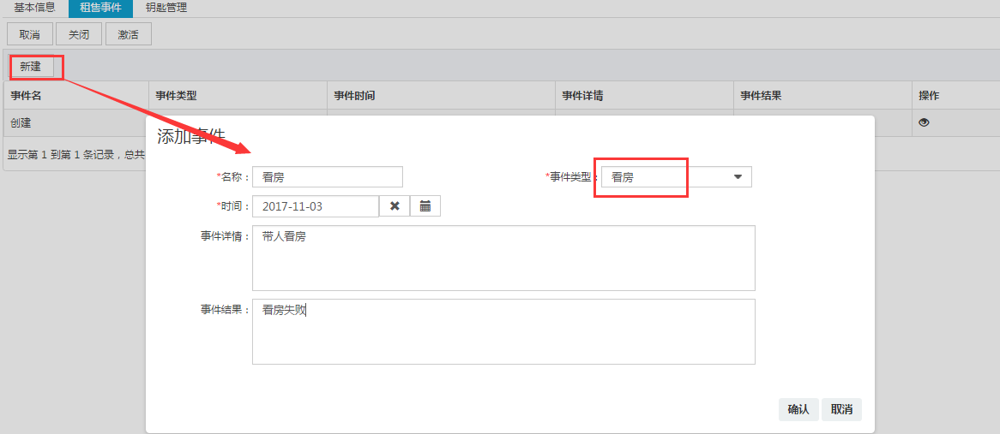 基本信息 租售事件 钥匙管理
取消 关闭 激活
新建
事件名 事件类型 事件时间 事件详情 事件结果 操作
创建
显示第 1 到第 1 条记录，总共
添加事件
*名称： 看房 *事件类型： 看房
*时间： 2017-11-03
事件详情： 带人看房
事件结果： 看房失败
确认 取消